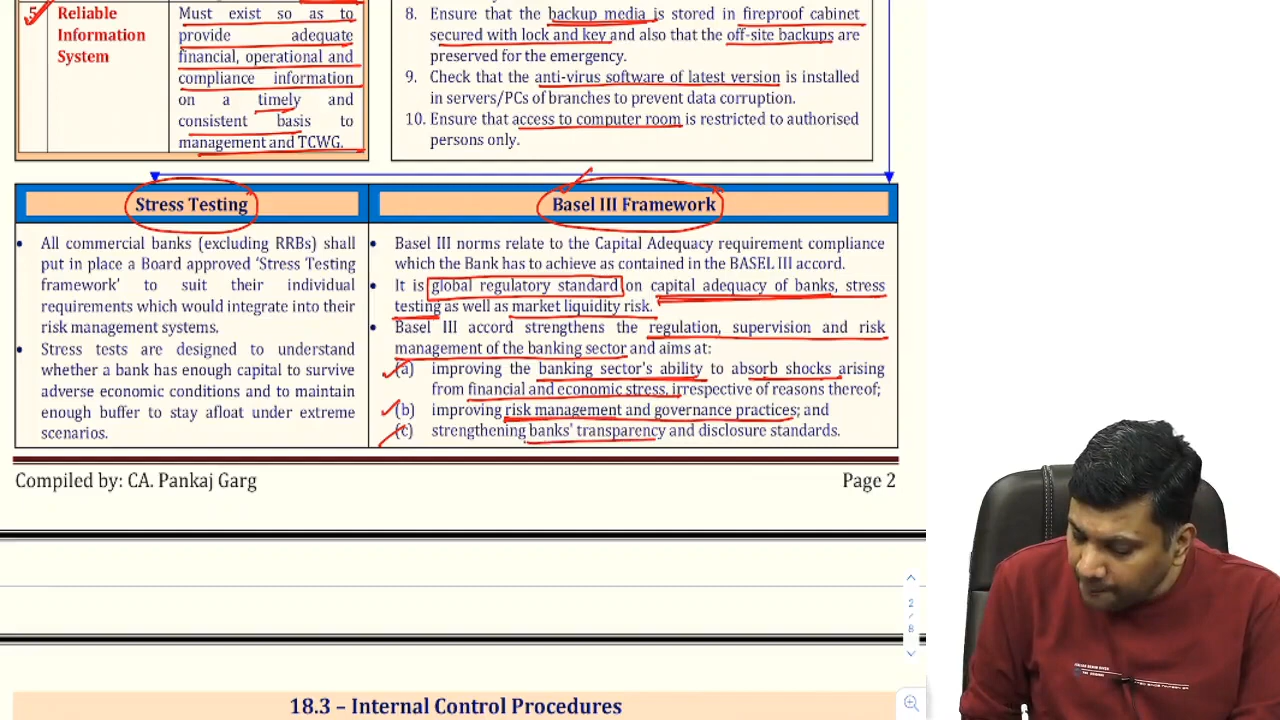 5
Reliable
Information
System
Must exist so as to
provide adequate
financial, operational and
compliance information
on a timely and
consistent basis to
management and TCWG.
8. Ensure that the backup media is stored in fireproof cabinet
secured with lock and key and also that the off-site backups are
preserved for the emergency.
9. Check that the anti-virus software of latest version is installed
in servers/PCs of branches to prevent data corruption.
10. Ensure that access to computer room is restricted to authorised
persons only.
Stress Testing
• All commercial banks (excluding RRBs) shall
put in place a Board approved ‘Stress Testing
framework’ to suit their individual
requirements which would integrate into their
risk management systems.
• Stress tests are designed to understand
whether a bank has enough capital to survive
adverse economic conditions and to maintain
enough buffer to stay afloat under extreme
scenarios.
Basel III Framework
• Basel III norms relate to the Capital Adequacy requirement compliance
which the Bank has to achieve as contained in the BASEL III accord.
• It is global regulatory standard on capital adequacy of banks, stress
testing as well as market liquidity risk.
• Basel III accord strengthens the regulation, supervision and risk
management of the banking sector and aims at:
(a) improving the banking sector's ability to absorb shocks arising
from financial and economic stress, irrespective of reasons thereof;
(b) improving risk management and governance practices; and
(c) strengthening banks' transparency and disclosure standards.
Compiled by: CA. Pankaj Garg
Page 2
2
/
8
18.3 – Internal Control Procedures